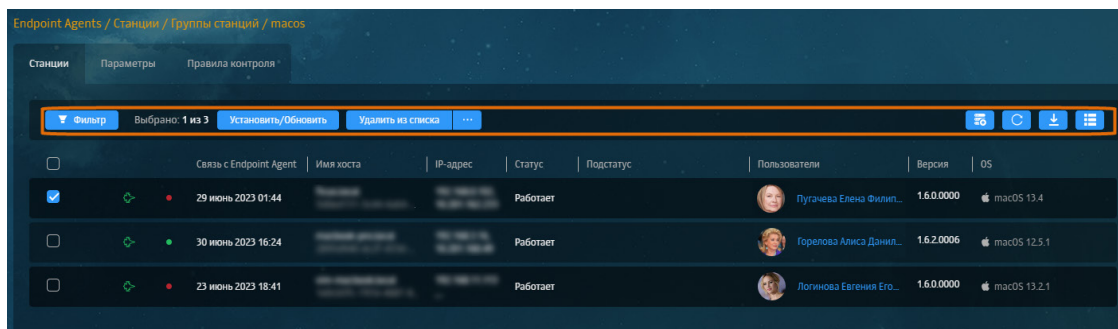 Endpoint Agents / Станции / Группы станций / macos
Станции Параметры Правила контроля
Фильтр Выбрано: 1 из 3 Установить/Обновить Удалить из списка ...
Связь с Endpoint Agent Имя хоста IP-адрес Статус Подстатус Пользователи Версия OS
29 июнь 2023 01:44 Работает Пугачева Елена Филип... 1.6.0.0000 macOS 13.4
30 июнь 2023 16:24 Работает Горелова Алиса Данил... 1.6.2.0006 macOS 12.5.1
23 июнь 2023 18:41 Работает Логинова Евгения Его... 1.6.0.0000 macOS 13.2.1